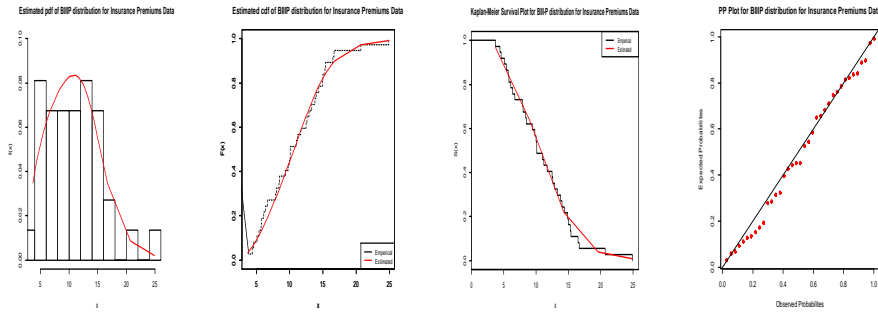 Estimated pdf of BIIIP distribution for Insurance Premiums Data
f(x)
0.00 0.02 0.04 0.06 0.08 0.10
5 10 15 20 25
x
Estimated cdf of BIIIP distribution for Insurance Premiums Data
F(x)
0.0 0.2 0.4 0.6 0.8 1.0
5 10 15 20 25
x
Emperical
Estimated
Kaplan-Meier Survival Plot for BIII-P distribution for Insurance Premiums Data
S(x)
0.0 0.2 0.4 0.6 0.8 1.0
5 10 15 20 25
x
Emperical
Estimated
PP Plot for BIIIP distribution for Insurance Premiums Dat
Expected Probabilities
0.0 0.2 0.4 0.6 0.8 1.0
0.0 0.2 0.4 0.6 0.8 1.0
Observed Probabilites